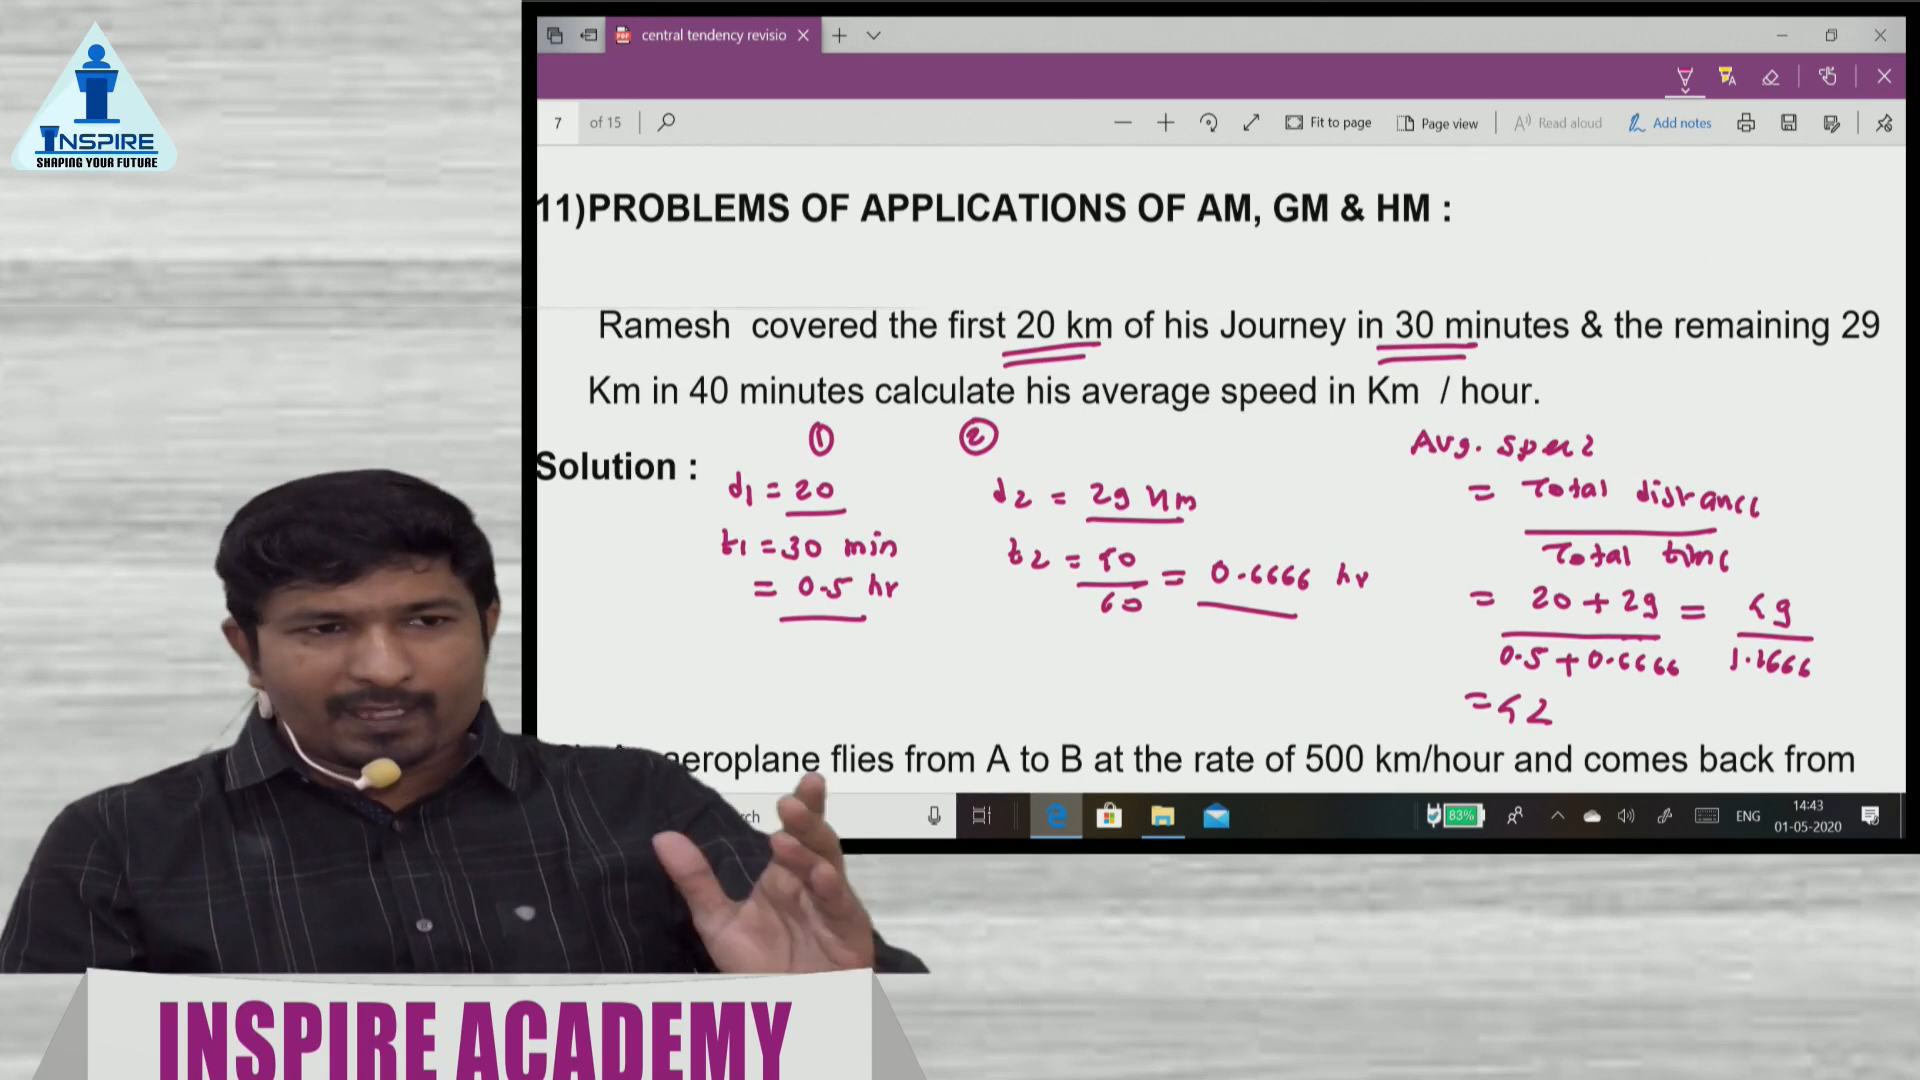 INSPIRE
SHAPING YOUR FUTURE
central tendency revisio
7 of 15
Fit to page
Page view
Read aloud
Add notes
11)PROBLEMS OF APPLICATIONS OF AM, GM & HM :
Ramesh covered the first 20 km of his Journey in 30 minutes & the remaining 29
Km in 40 minutes calculate his average speed in Km / hour.
① ②
Solution :
d1 = 20
t1 = 30 min
= 0.5 hr
d2 = 29 km
t2 = 40/60 = 0.6666 hr
Avg. speed
= Total distance
Total time
= 20 + 29 = 49
0.5 + 0.6666 1.1666
= 42
aeroplane flies from A to B at the rate of 500 km/hour and comes back from
rch
83%
ENG
14:43
01-05-2020
INSPIRE ACADEMY